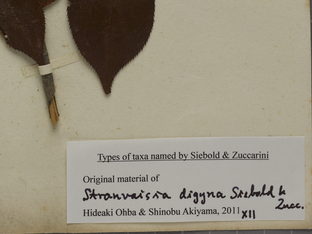 Types of taxa named by Siebold & Zuccarini
Original material of
Stranvaisia digyna Siebold &
Zucc.
Hideaki Ohba & Shinobu Akiyama, 2011 XII